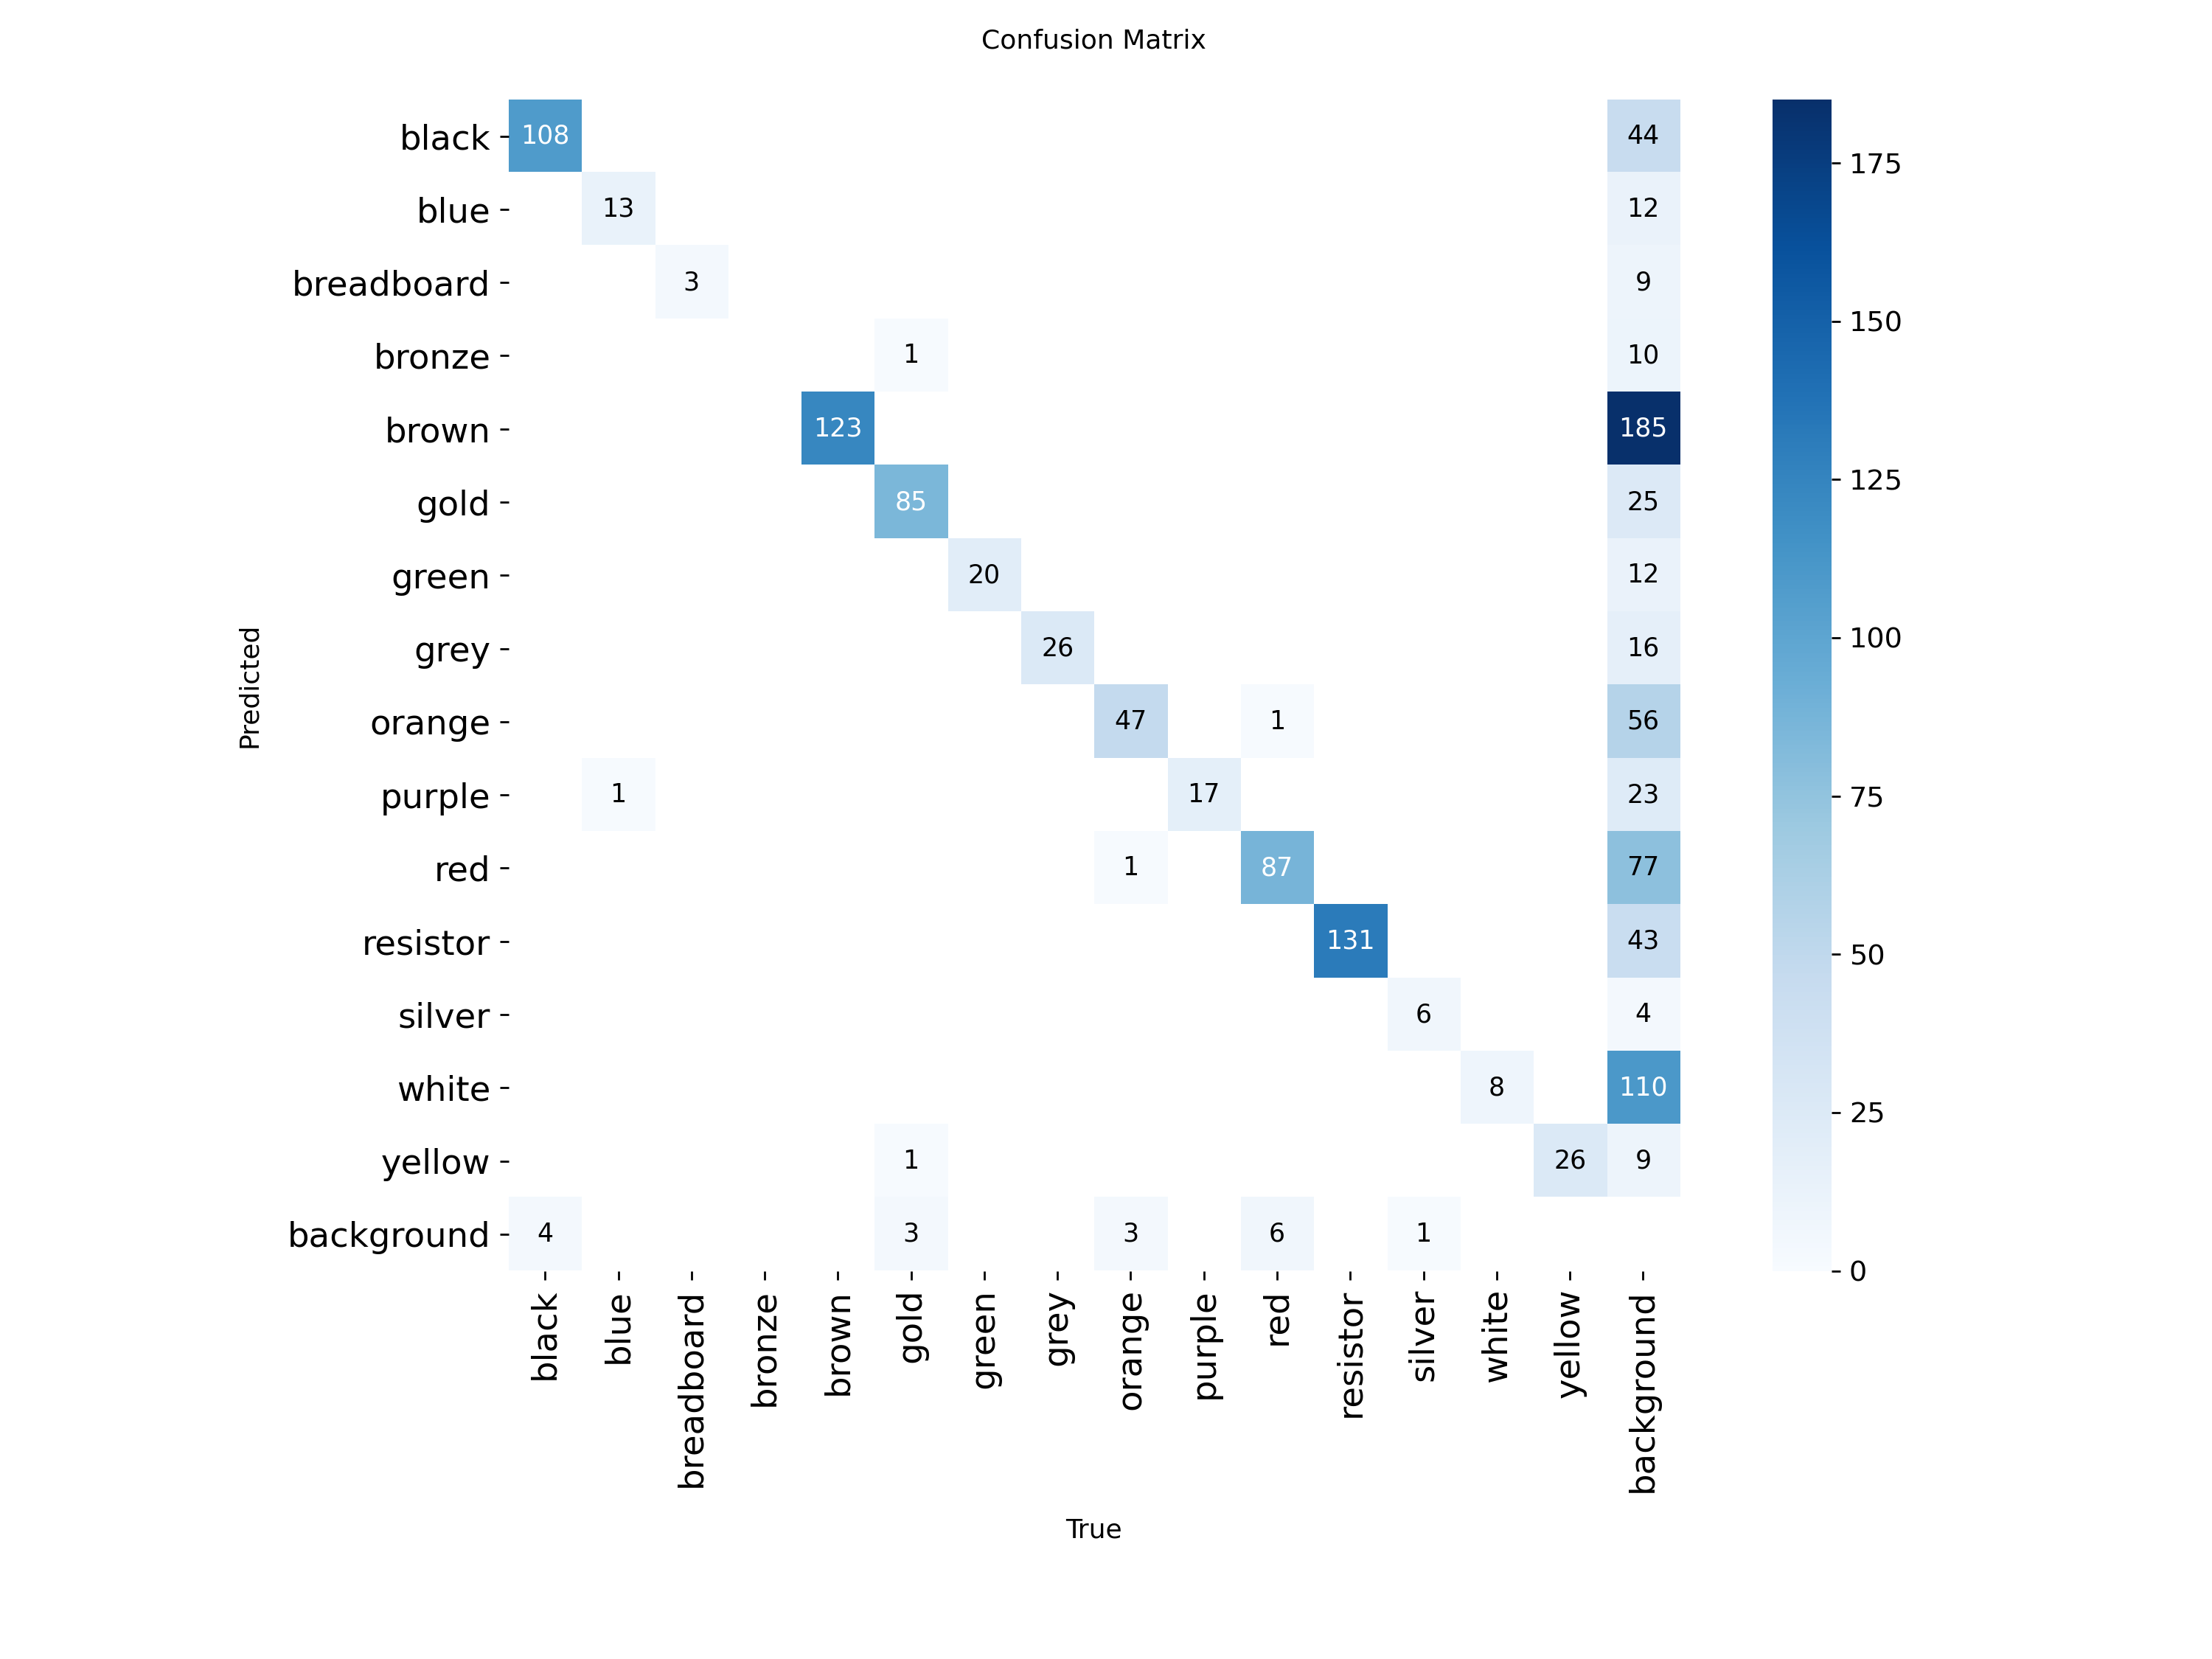 Confusion Matrix
black 108 44
blue 13 12
breadboard 3 9
bronze 1 10
brown 123 185
gold 85 25
green 20 12
grey 26 16
orange 47 1 56
purple 1 17 23
red 1 87 77
resistor 131 43
silver 6 4
white 8 110
yellow 1 26 9
background 4 3 3 6 1
Predicted
black blue breadboard bronze brown gold green grey orange purple red resistor silver white yellow background
True
175
150
125
100
75
50
25
0